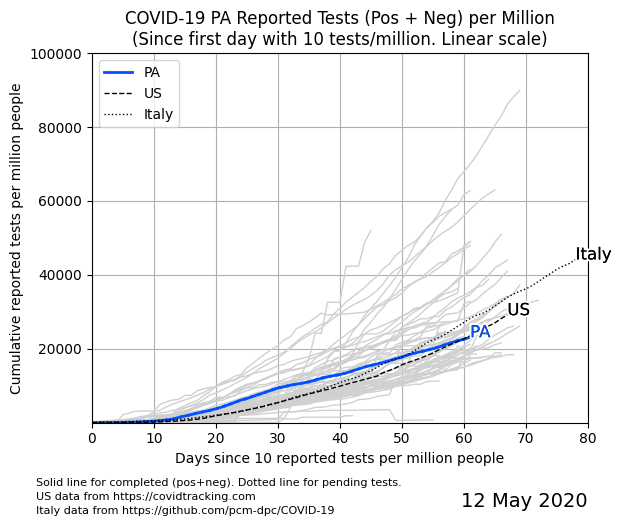 COVID-19 PA Reported Tests (Pos + Neg) per Million
(Since first day with 10 tests/million. Linear scale)
Cumulative reported tests per million people
100000
80000
60000
40000
20000
PA
US
Italy
Italy
US
PA
0
10
20
30
40
50
60
70
80
Days since 10 reported tests per million people
Solid line for completed (pos+neg). Dotted line for pending tests.
US data from https://covidtracking.com
Italy data from https://github.com/pcm-dpc/COVID-19
12 May 2020